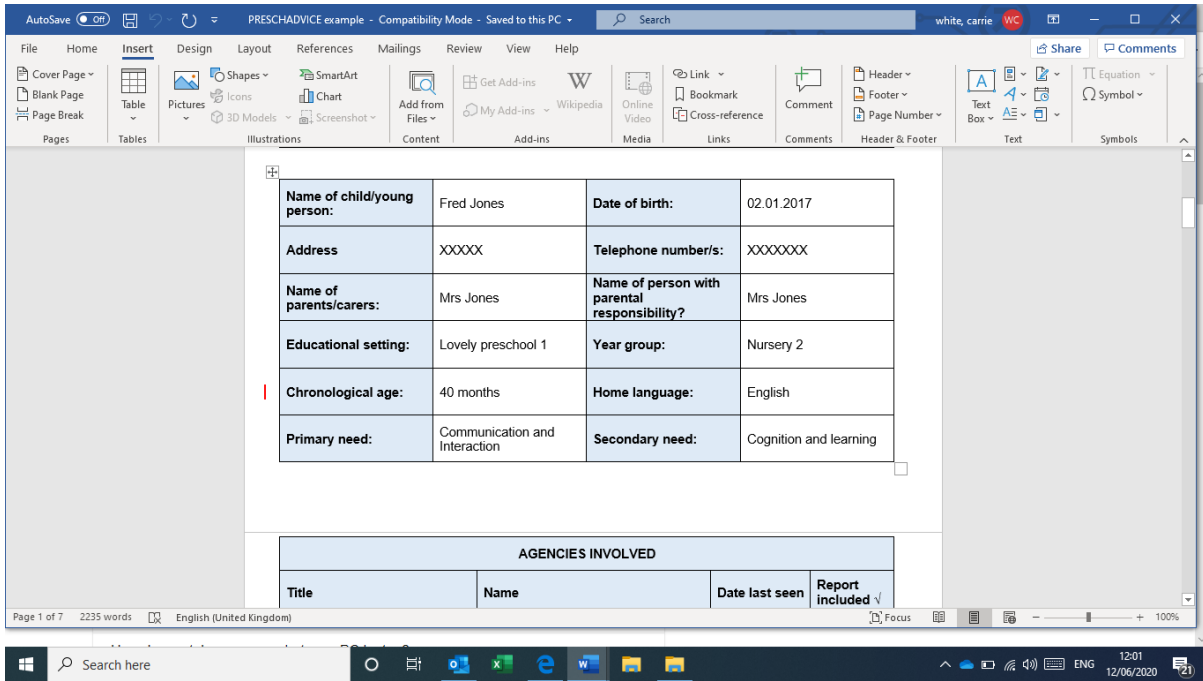 AutoSave Off PRESCHADVICE example - Compatibility Mode - Saved to this PC Search white, carrie WC
File Home Insert Design Layout References Mailings Review View Help Share Comments
Cover Page
Blank Page
Page Break
Pages
Table
Tables
Pictures
Shapes
Icons
3D Models
SmartArt
Chart
Screenshot
Illustrations
Add from
Files
Content
Get Add-ins
My Add-ins
Wikipedia
Add-ins
Online
Video
Media
Link
Bookmark
Cross-reference
Links
Comment
Comments
Header
Footer
Page Number
Header & Footer
Text
Box
Text
Equation
Symbol
Symbols
Name of child/young
person:
Fred Jones
Date of birth:
02.01.2017
Address
XXXXX
Telephone number/s:
XXXXXXX
Name of
parents/carers:
Mrs Jones
Name of person with
parental
responsibility?
Mrs Jones
Educational setting:
Lovely preschool 1
Year group:
Nursery 2
Chronological age:
40 months
Home language:
English
Primary need:
Communication and
Interaction
Secondary need:
Cognition and learning
AGENCIES INVOLVED
Title
Name
Date last seen
Report
included √
Page 1 of 7 2235 words English (United Kingdom) Focus 100%
Search here
ENG
12:01
12/06/2020
21